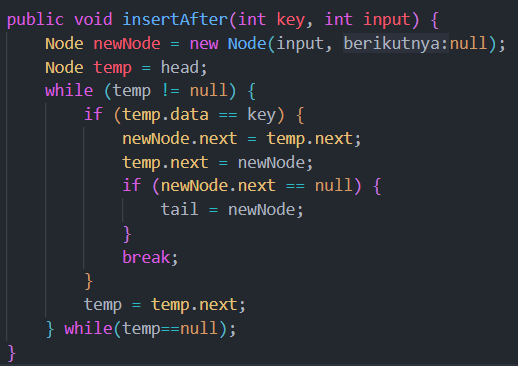 public void insertAfter(int key, int input) {
    Node newNode = new Node(input, berikutnya:null);
    Node temp = head;
    while (temp != null) {
        if (temp.data == key) {
            newNode.next = temp.next;
            temp.next = newNode;
            if (newNode.next == null) {
                tail = newNode;
            }
            break;
        }
        temp = temp.next;
    } while(temp==null);
}